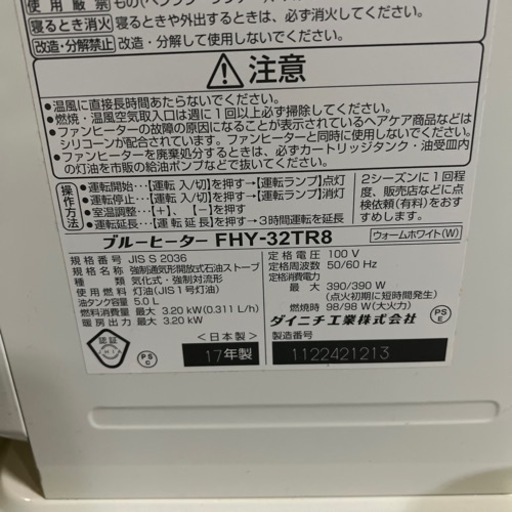 使用厳禁
寝るとき消火 寝るときや外出するときは、必ず消火してください。
改造・分解禁止 改造・分解して使用しないでください。
注意
●温風に直接長時間あたらないでください。
●燃焼・温風空気取入口は週に1回以上必ず掃除してください。
●ファンヒーターの故障の原因になることが表示されているヘアケア商品などは
シリコーンが配合されています。ファンヒーターと同時に使用しないでください。
●ファンヒーターを廃棄処分するときは、必ずカートリッジタンク・油受皿内
の灯油を市販の給油ポンプなどで抜いてください。
操作方法
●運転開始…【運転 入/切】を押す→【運転ランプ】点灯
●運転停止…【運転 入/切】を押す→【運転ランプ】消灯
●室温調整…【+】、【-】を押す
●運転延長…【運転延長】を押す→3時間運転を延長
2シーズンに1回程
度、販売店などに点
検依頼(有料)される
ことをおすすめします。
ブルーヒーター FHY-32TR8 ウォームホワイト(W)
規格番号 JIS S 2036
規格名称 強制通気形開放式石油ストーブ
種類 気化式・強制対流形
使用燃料 灯油(JIS1号灯油)
油タンク容量 5.0 L
燃料消費量 最大 3.20 kW(0.311 L/h)
暖房出力 最大 3.20 kW
定格電圧 100 V
定格周波数 50/60 Hz
定格消費電力
最大 390/390 W
(点火初期に短時間発生)
燃焼時 98/98 W(大火力)
ダイニチ工業株式会社
PS
E
認証
JHIA
PS
C
<日本製>
17年製
製造番号
1122421213